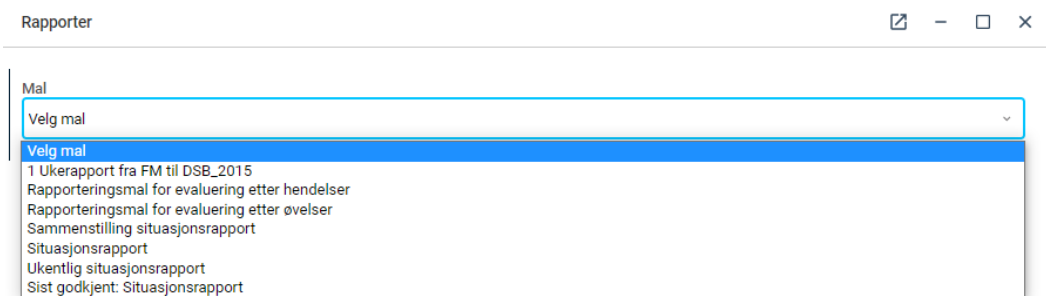 Rapporter
Mal
Velg mal
Velg mal
1 Ukerapport fra FM til DSB_2015
Rapporteringsmal for evaluering etter hendelser
Rapporteringsmal for evaluering etter øvelser
Sammenstilling situasjonsrapport
Situasjonsrapport
Ukentlig situasjonsrapport
Sist godkjent: Situasjonsrapport